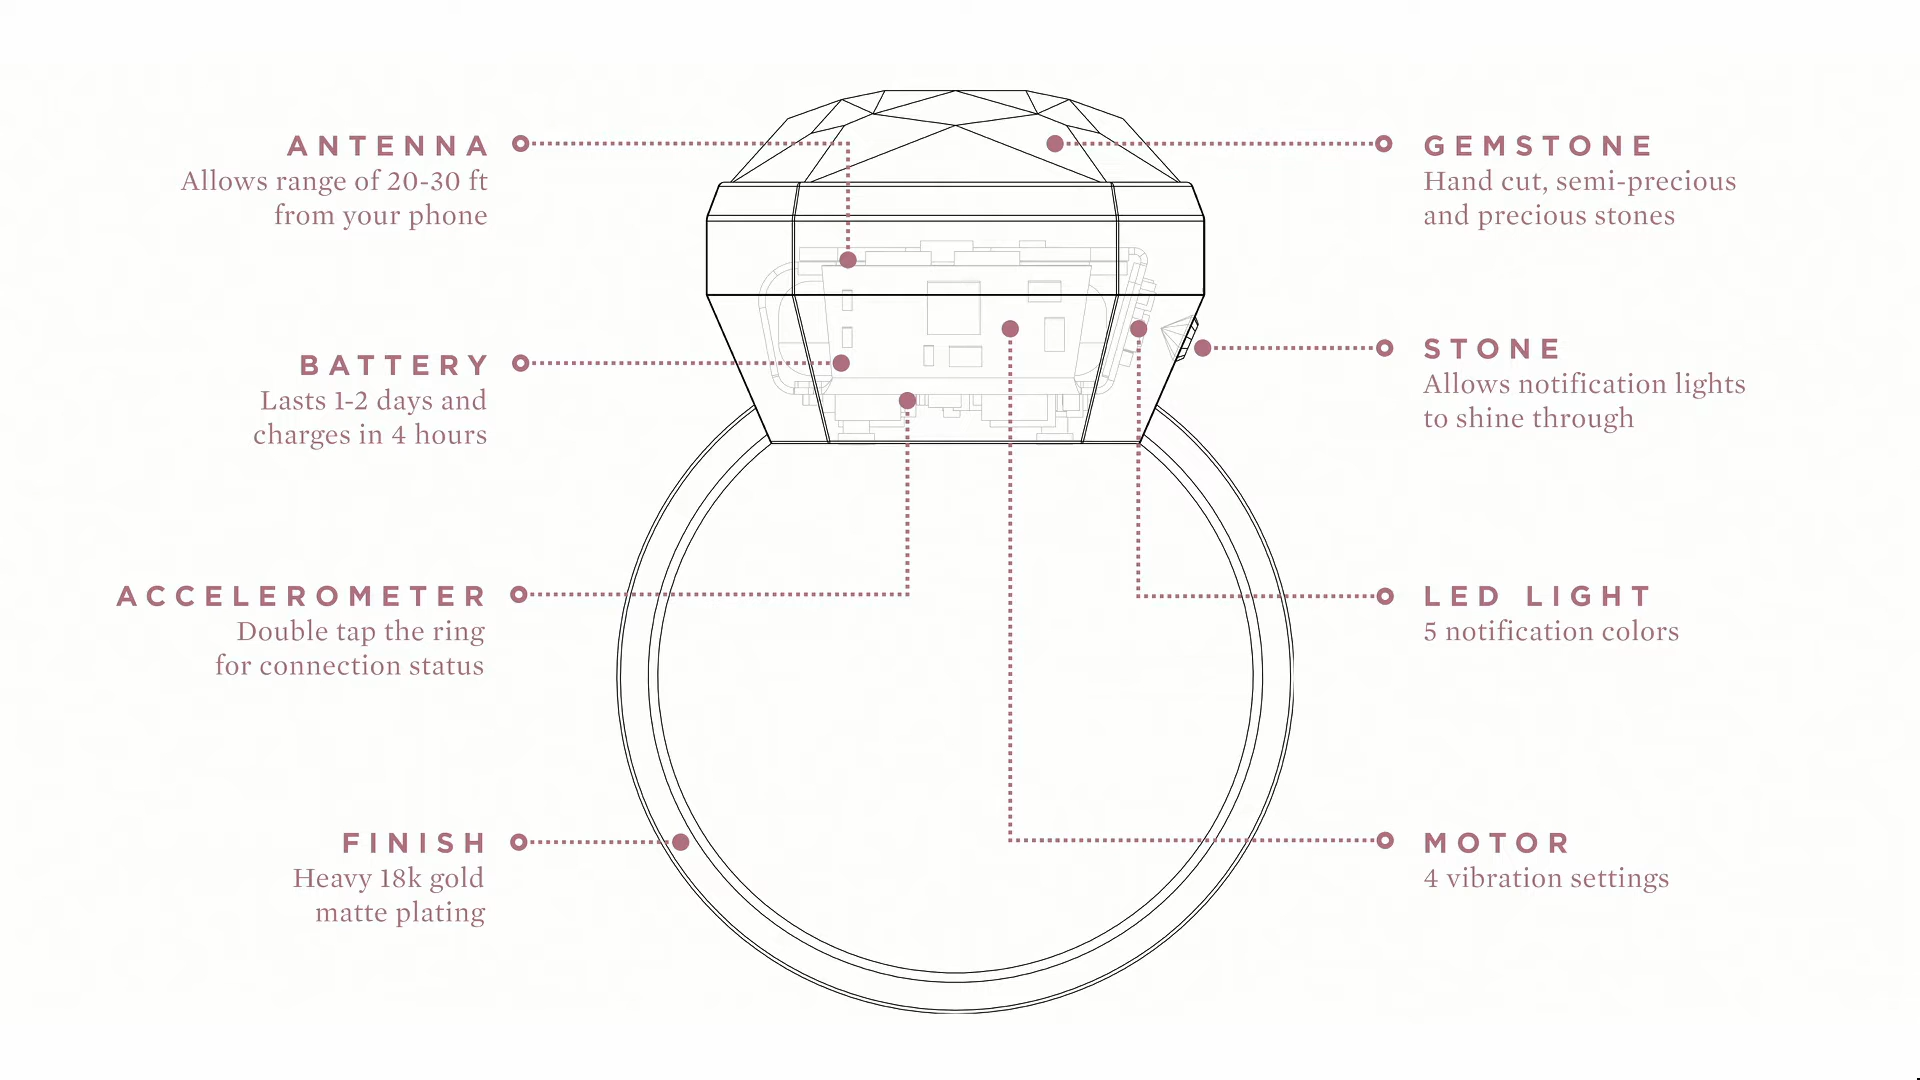 ANTENNA
Allows range of 20-30 ft
from your phone
BATTERY
Lasts 1-2 days and
charges in 4 hours
ACCELEROMETER
Double tap the ring
for connection status
FINISH
Heavy 18k gold
matte plating
GEMSTONE
Hand cut, semi-precious
and precious stones
STONE
Allows notification lights
to shine through
LED LIGHT
5 notification colors
MOTOR
4 vibration settings